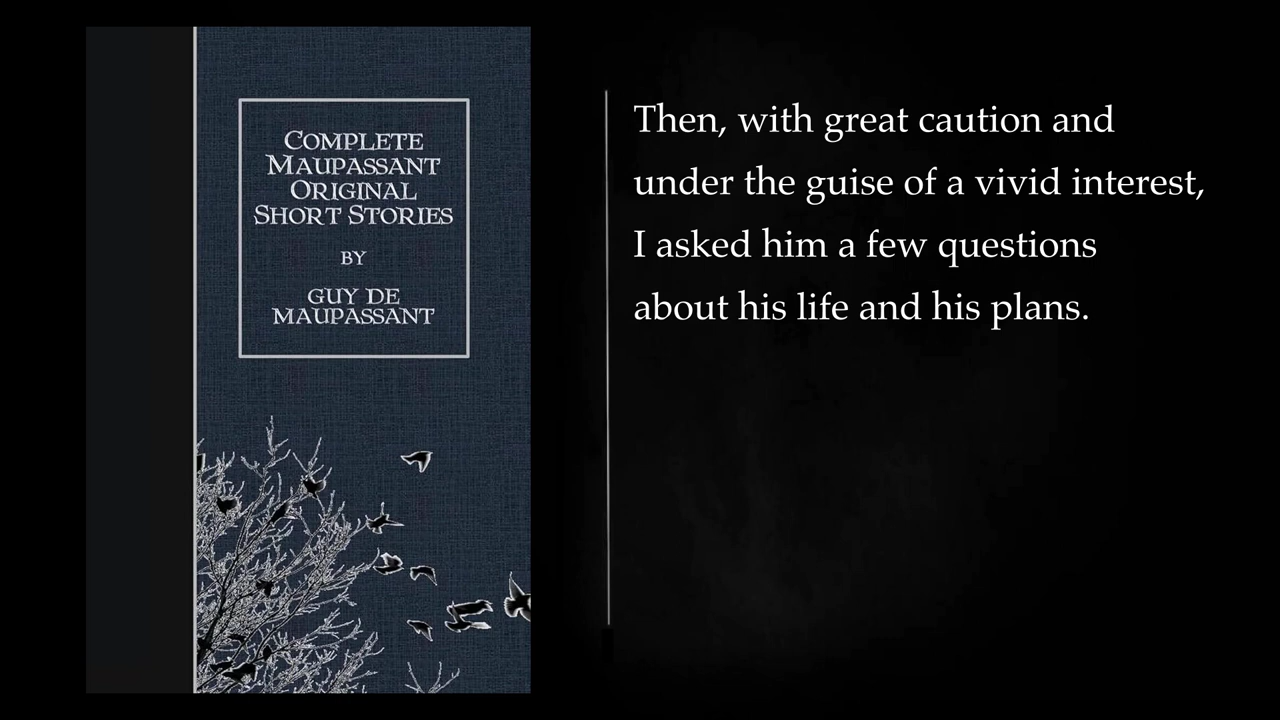 COMPLETE
MAUPASSANT
ORIGINAL
SHORT STORIES
BY
GUY DE
MAUPASSANT
Then, with great caution and
under the guise of a vivid interest,
I asked him a few questions
about his life and his plans.